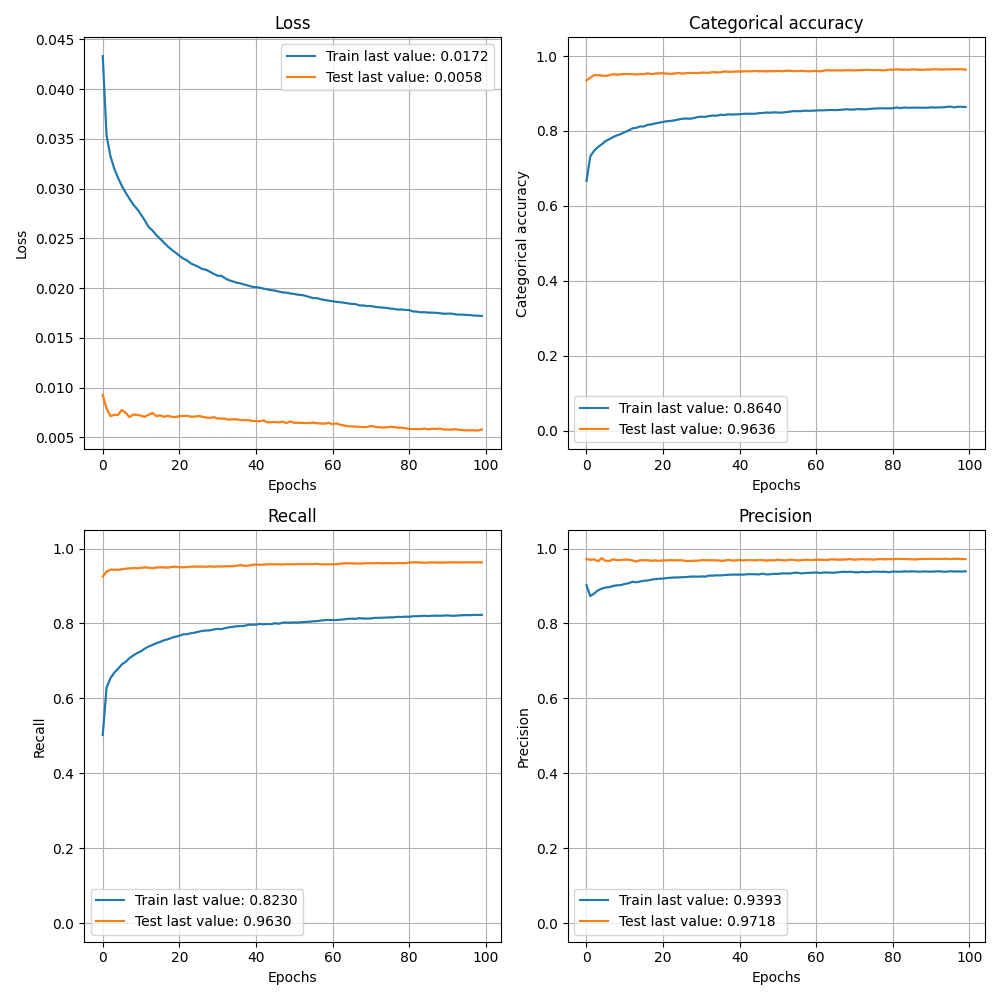 Loss
0.045
0.040
0.035
0.030
0.025
0.020
0.015
0.010
0.005
Loss
Train last value: 0.0172
Test last value: 0.0058
0 20 40 60 80 100
Epochs
Categorical accuracy
1.0
0.8
0.6
0.4
0.2
0.0
Categorical accuracy
Train last value: 0.8640
Test last value: 0.9636
0 20 40 60 80 100
Epochs
Recall
1.0
0.8
0.6
0.4
0.2
0.0
Recall
Train last value: 0.8230
Test last value: 0.9630
0 20 40 60 80 100
Epochs
Precision
1.0
0.8
0.6
0.4
0.2
0.0
Precision
Train last value: 0.9393
Test last value: 0.9718
0 20 40 60 80 100
Epochs